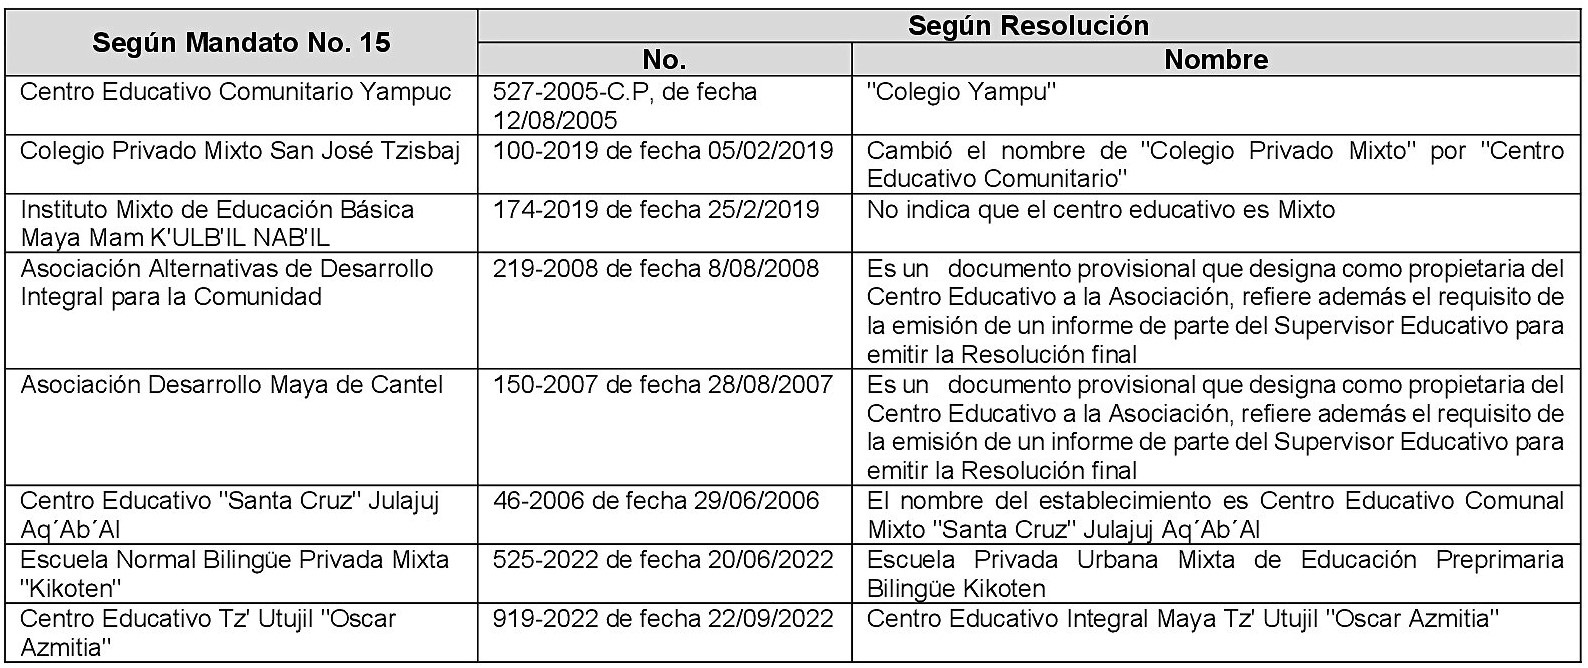 Según Mandato No. 15
Según Resolución
No.
Nombre
Centro Educativo Comunitario Yampuc
527-2005-C.P, de fecha
12/08/2005
"Colegio Yampu"
Colegio Privado Mixto San José Tzisbaj
100-2019 de fecha 05/02/2019
Cambió el nombre de "Colegio Privado Mixto" por "Centro
Educativo Comunitario"
Instituto Mixto de Educación Básica
Maya Mam K'ULB'IL NAB'IL
174-2019 de fecha 25/2/2019
No indica que el centro educativo es Mixto
Asociación Alternativas de Desarrollo
Integral para la Comunidad
219-2008 de fecha 8/08/2008
Es un documento provisional que designa como propietaria del
Centro Educativo a la Asociación, refiere además el requisito de
la emisión de un informe de parte del Supervisor Educativo para
emitir la Resolución final
Asociación Desarrollo Maya de Cantel
150-2007 de fecha 28/08/2007
Es un documento provisional que designa como propietaria del
Centro Educativo a la Asociación, refiere además el requisito de
la emisión de un informe de parte del Supervisor Educativo para
emitir la Resolución final
Centro Educativo "Santa Cruz" Julajuj
Aq´Ab´Al
46-2006 de fecha 29/06/2006
El nombre del establecimiento es Centro Educativo Comunal
Mixto "Santa Cruz" Julajuj Aq´Ab´Al
Escuela Normal Bilingüe Privada Mixta
"Kikoten"
525-2022 de fecha 20/06/2022
Escuela Privada Urbana Mixta de Educación Preprimaria
Bilingüe Kikoten
Centro Educativo Tz' Utujil "Oscar
Azmitia"
919-2022 de fecha 22/09/2022
Centro Educativo Integral Maya Tz' Utujil "Oscar Azmitia"